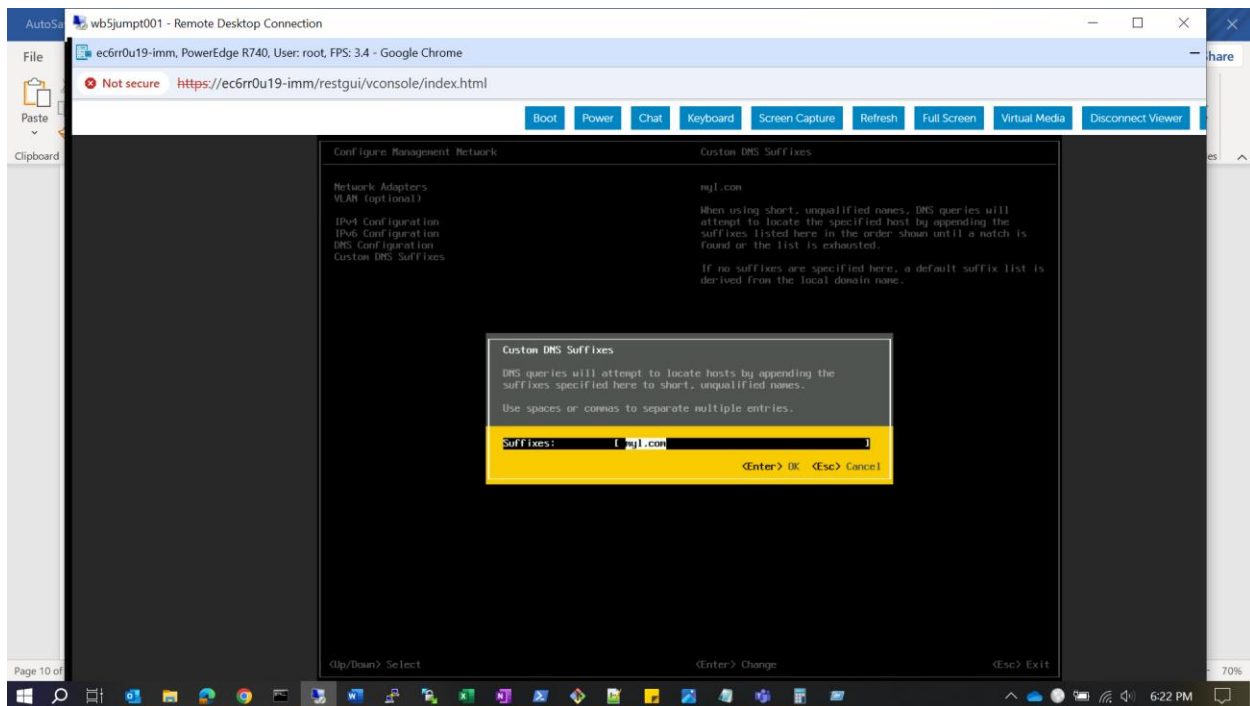 AutoSa
wb5jumpt001 - Remote Desktop Connection
File
ec6rr0u19-imm, PowerEdge R740, User: root, FPS: 3.4 - Google Chrome
hare
Not secure https://ec6rr0u19-imm/restgui/vconsole/index.html
Paste
Boot Power Chat Keyboard Screen Capture Refresh Full Screen Virtual Media Disconnect Viewer
Clipboard
es
Configure Management Network
Custom DNS Suffixes
Network Adapters
VLAN (optional)
IPv4 Configuration
IPv6 Configuration
DNS Configuration
Custom DNS Suffixes
myl.com
When using short, unqualified names, DNS queries will
attempt to locate the specified host by appending the
suffixes listed here in the order shown until a match is
found or the list is exhausted.
If no suffixes are specified here, a default suffix list is
derived from the local domain name.
Custom DNS Suffixes
DNS queries will attempt to locate hosts by appending the
suffixes specified here to short, unqualified names.
Use spaces or commas to separate multiple entries.
Suffixes: [ myl.com ]
<Enter> OK <Esc> Cancel
<Up/Down> Select
<Enter> Change
<Esc> Exit
Page 10 of
70%
6:22 PM